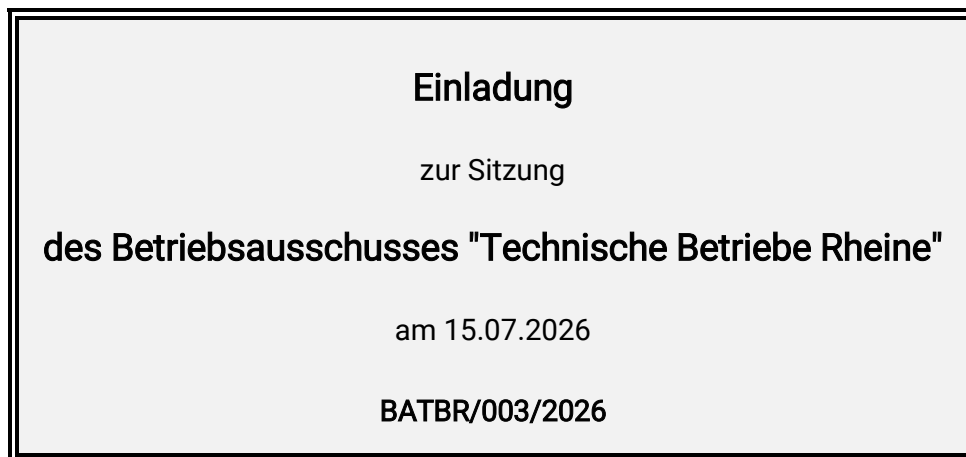 Einladung
zur Sitzung
des Betriebsausschusses "Technische Betriebe Rheine"
am 15.07.2026
BATBR/003/2026